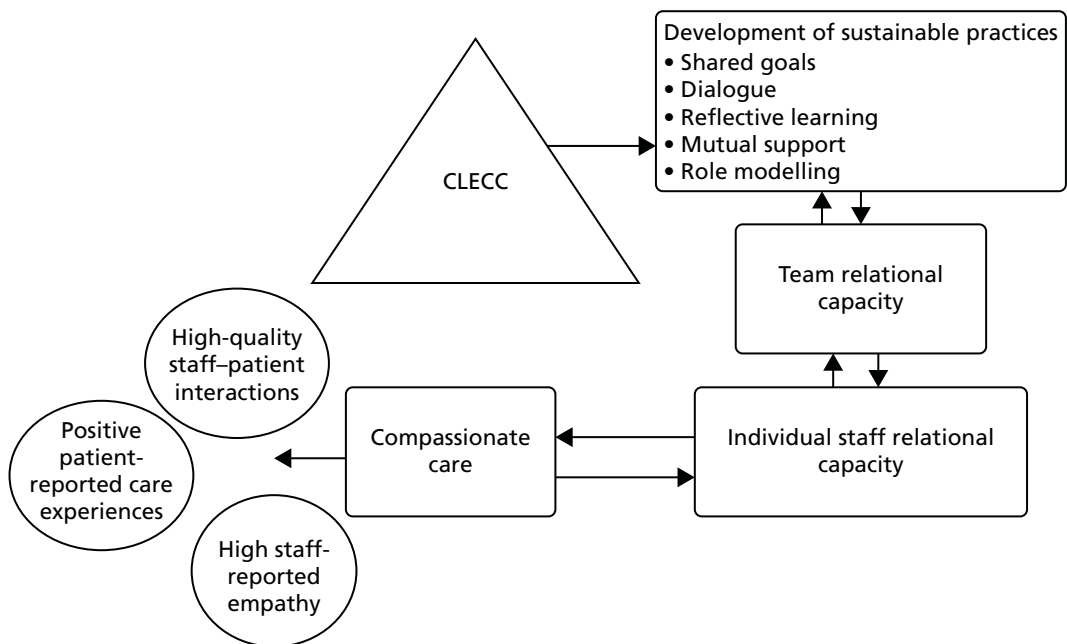 CLECC
Development of sustainable practices
• Shared goals
• Dialogue
• Reflective learning
• Mutual support
• Role modelling
Team relational
capacity
Individual staff relational
capacity
Compassionate
care
High-quality
staff–patient
interactions
Positive
patient-
reported care
experiences
High staff-
reported
empathy